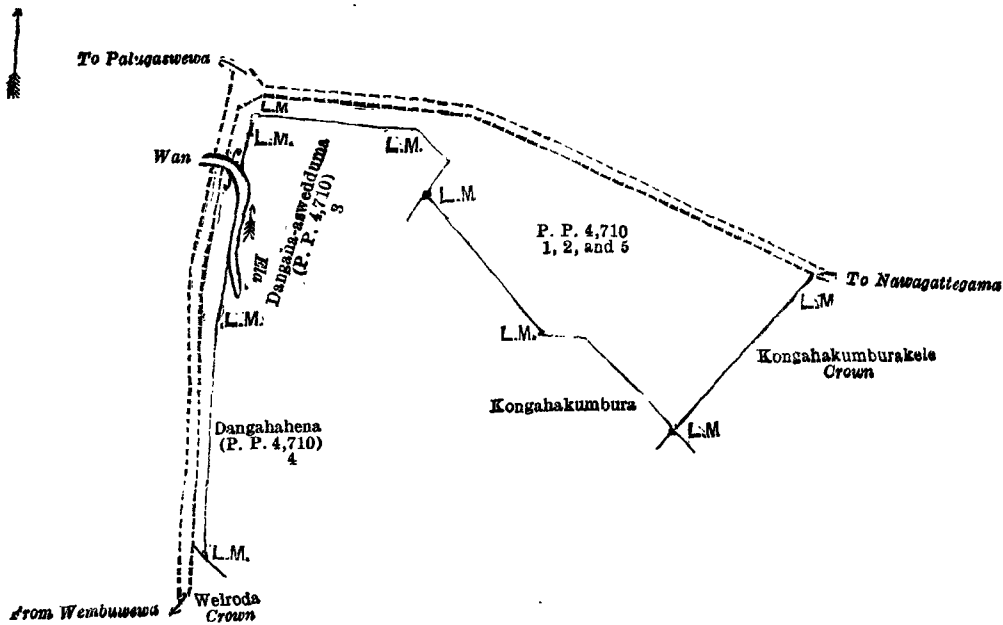 To Palugaswewa
L.M
L.M.
L.M.
Wan
Dangaha-aswedduma
(P. P. 4,710)
3
L.M.
P. P. 4,710
1, 2, and 5
Ela
To Nawagattegama
L.M
L.M.
L.M.
Kongahakumburakele
Crown
Kongahakumbura
Dangahahena
(P. P. 4,710)
4
L.M
L.M.
From Wembuwewa
Welroda
Crown